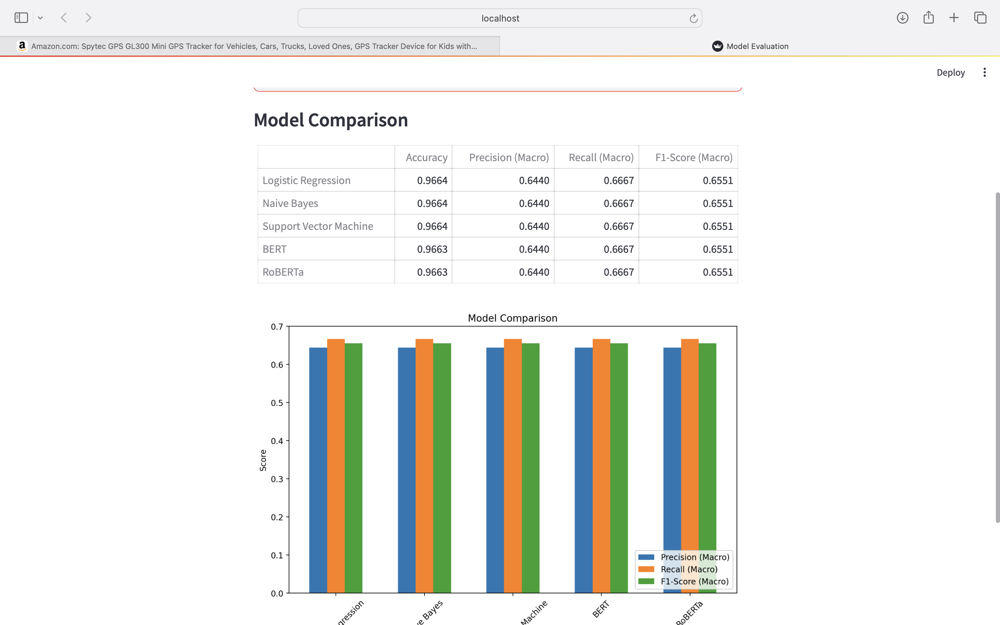 localhost
Amazon.com: Spytec GPS GL300 Mini GPS Tracker for Vehicles, Cars, Trucks, Loved Ones, GPS Tracker Device for Kids with...
Model Evaluation
Deploy
Model Comparison
Accuracy Precision (Macro) Recall (Macro) F1-Score (Macro)
Logistic Regression 0.9664 0.6440 0.6667 0.6551
Naive Bayes 0.9664 0.6440 0.6667 0.6551
Support Vector Machine 0.9664 0.6440 0.6667 0.6551
BERT 0.9663 0.6440 0.6667 0.6551
RoBERTa 0.9663 0.6440 0.6667 0.6551
Model Comparison
0.7
0.6
0.5
0.4
0.3
0.2
0.1
0.0
Score
Precision (Macro)
Recall (Macro)
F1-Score (Macro)
gression
ve Bayes
Machine
BERT
RoBERTa